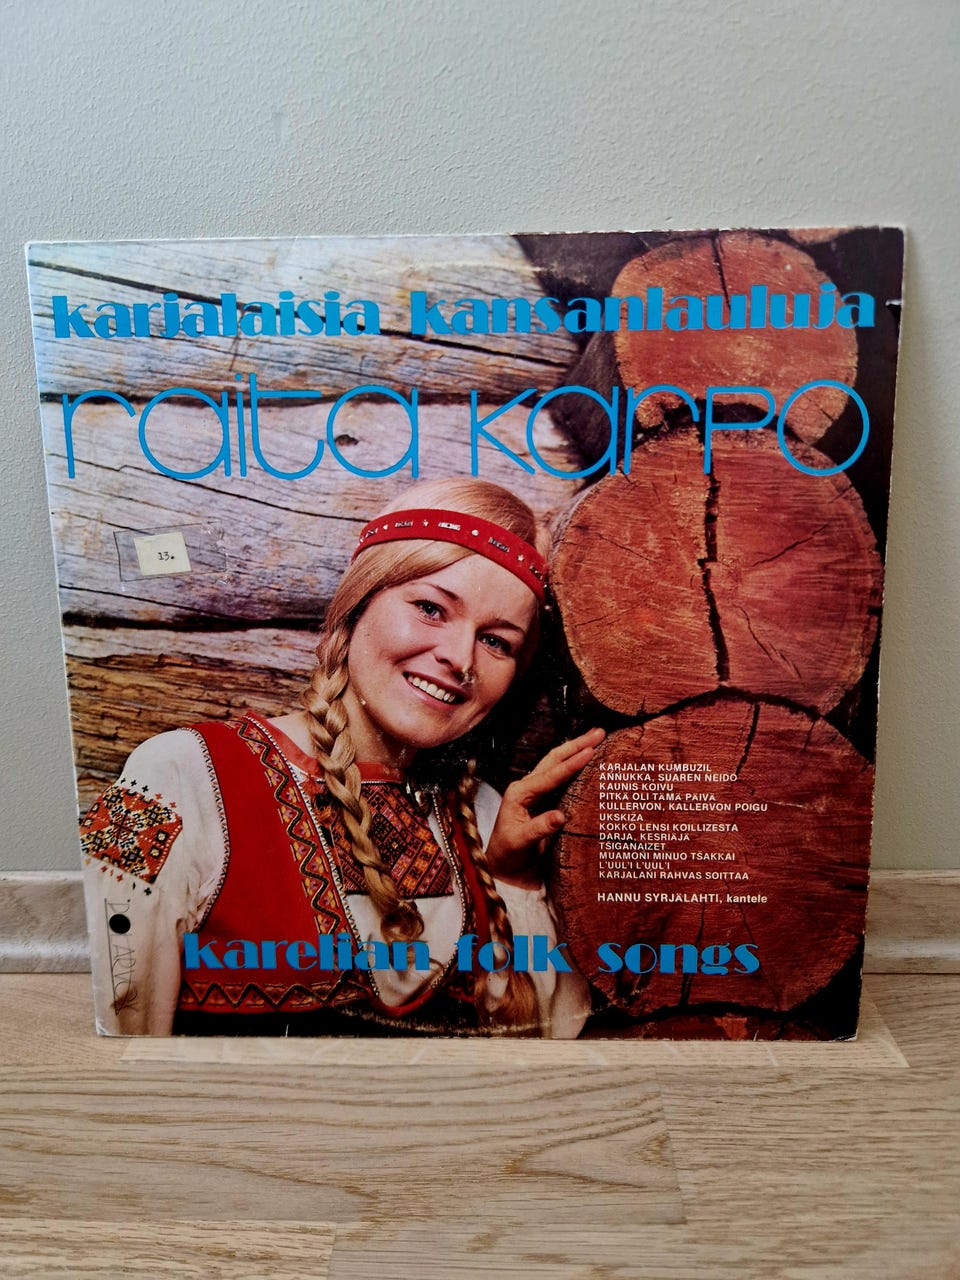 karjalaisia kansanlauluja
raita karpo
13.
KARJALAN KUMBUZIL
ANNUKKA, SUAREN NEIDO
KAUNIS KOIVU
PITKÄ OLI TÄMÄ PÄIVÄ
KULLERVON, KALLERVON POIGU
UKSKIZA
KOKKO LENSI KOILLIZESTA
DARJA, KESRIÄJÄ
TŠIGANAIZET
MUAMONI MINUO TŠAKKAI
L'UUL'I L'UUL'I
KARJALANI RAHVAS SOITTAA
HANNU SYRJÄLAHTI, kantele
karelian folk songs